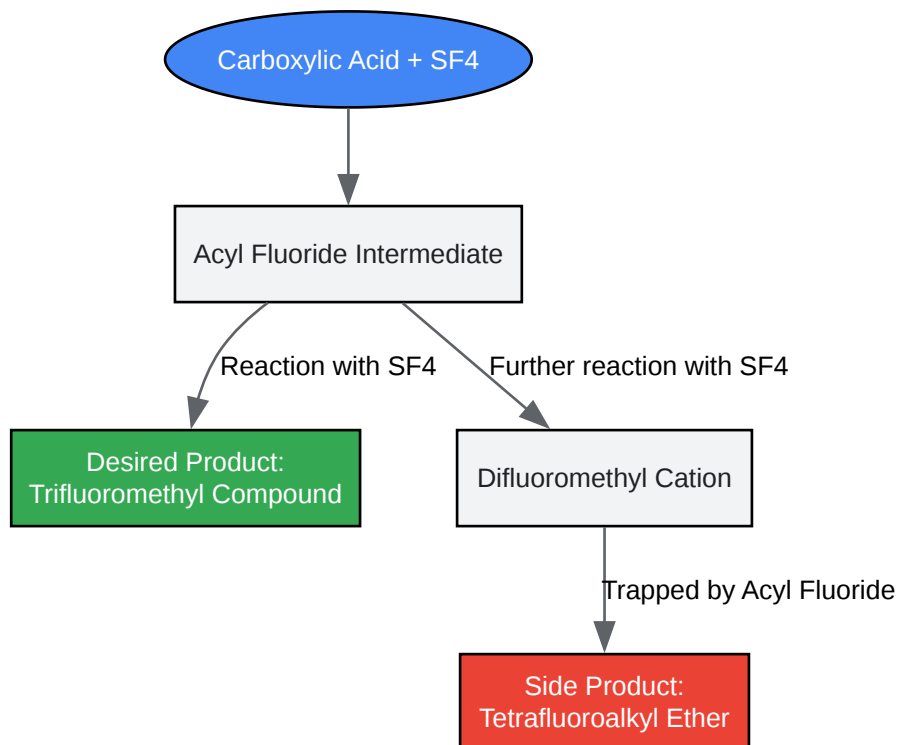 Carboxylic Acid + SF4
Acyl Fluoride Intermediate
Reaction with SF4
Further reaction with SF4
Desired Product:
Trifluoromethyl Compound
Difluoromethyl Cation
Trapped by Acyl Fluoride
Side Product:
Tetrafluoroalkyl Ether